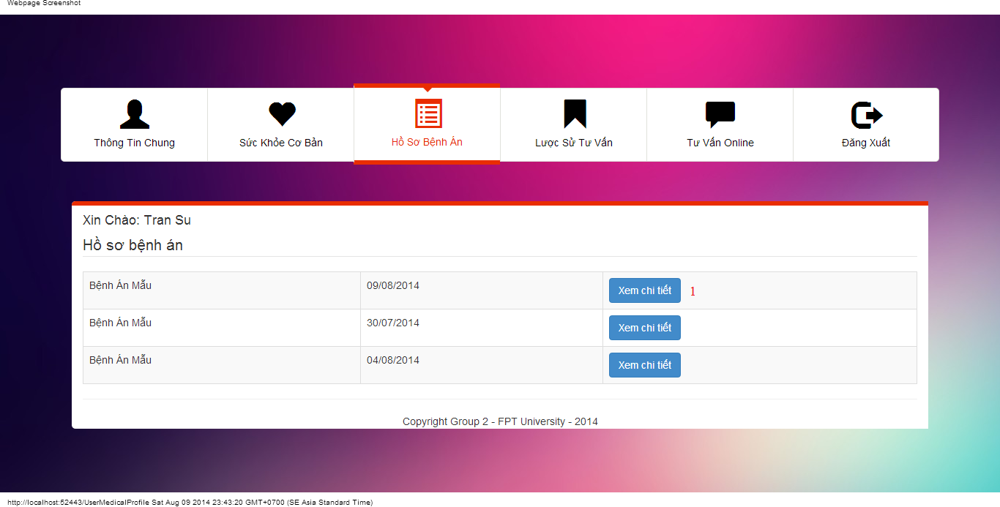 Webpage Screenshot
Thông Tin Chung
Sức Khỏe Cơ Bản
Hồ Sơ Bệnh Án
Lược Sử Tư Vấn
Tư Vấn Online
Đăng Xuất
Xin Chào: Tran Su
Hồ sơ bệnh án
Bệnh Án Mẫu 09/08/2014 Xem chi tiết 1
Bệnh Án Mẫu 30/07/2014 Xem chi tiết
Bệnh Án Mẫu 04/08/2014 Xem chi tiết
Copyright Group 2 - FPT University - 2014
http://localhost:52443/UserMedicalProfile Sat Aug 09 2014 23:43:20 GMT+0700 (SE Asia Standard Time)